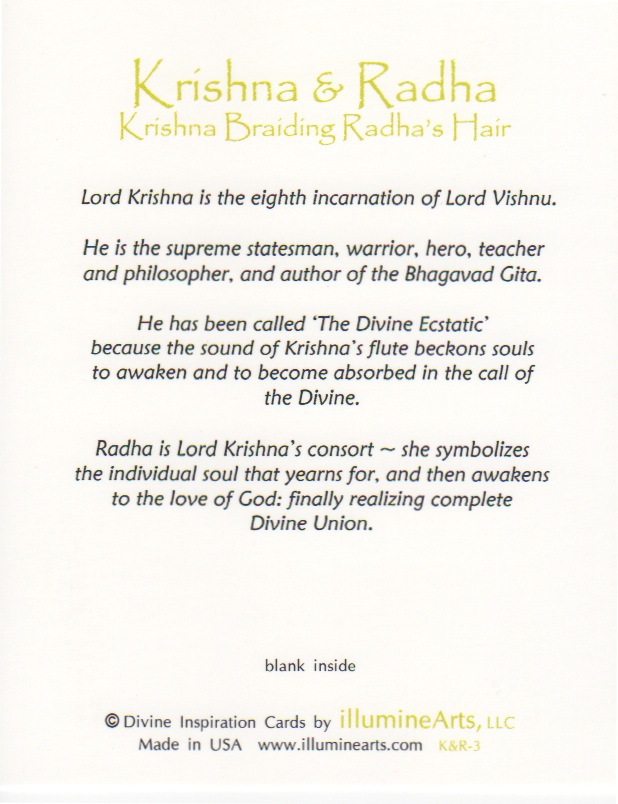 Krishna & Radha
Krishna Braiding Radha's Hair
Lord Krishna is the eighth incarnation of Lord Vishnu.
He is the supreme statesman, warrior, hero, teacher
and philosopher, and author of the Bhagavad Gita.
He has been called 'The Divine Ecstatic'
because the sound of Krishna's flute beckons souls
to awaken and to become absorbed in the call of
the Divine.
Radha is Lord Krishna's consort ~ she symbolizes
the individual soul that yearns for, and then awakens
to the love of God: finally realizing complete
Divine Union.
blank inside
© Divine Inspiration Cards by illumineArts, LLC
Made in USA www.illuminearts.com K&R-3